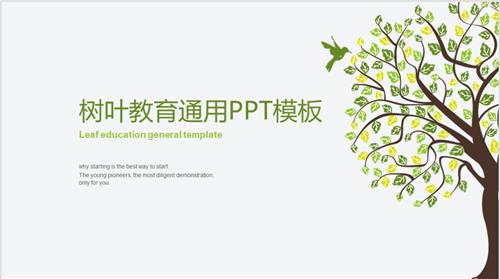 树叶教育通用PPT模板
Leaf education general template
why starting is the best way to start.
The young pioneers, the most diligent demonstration,
only for you